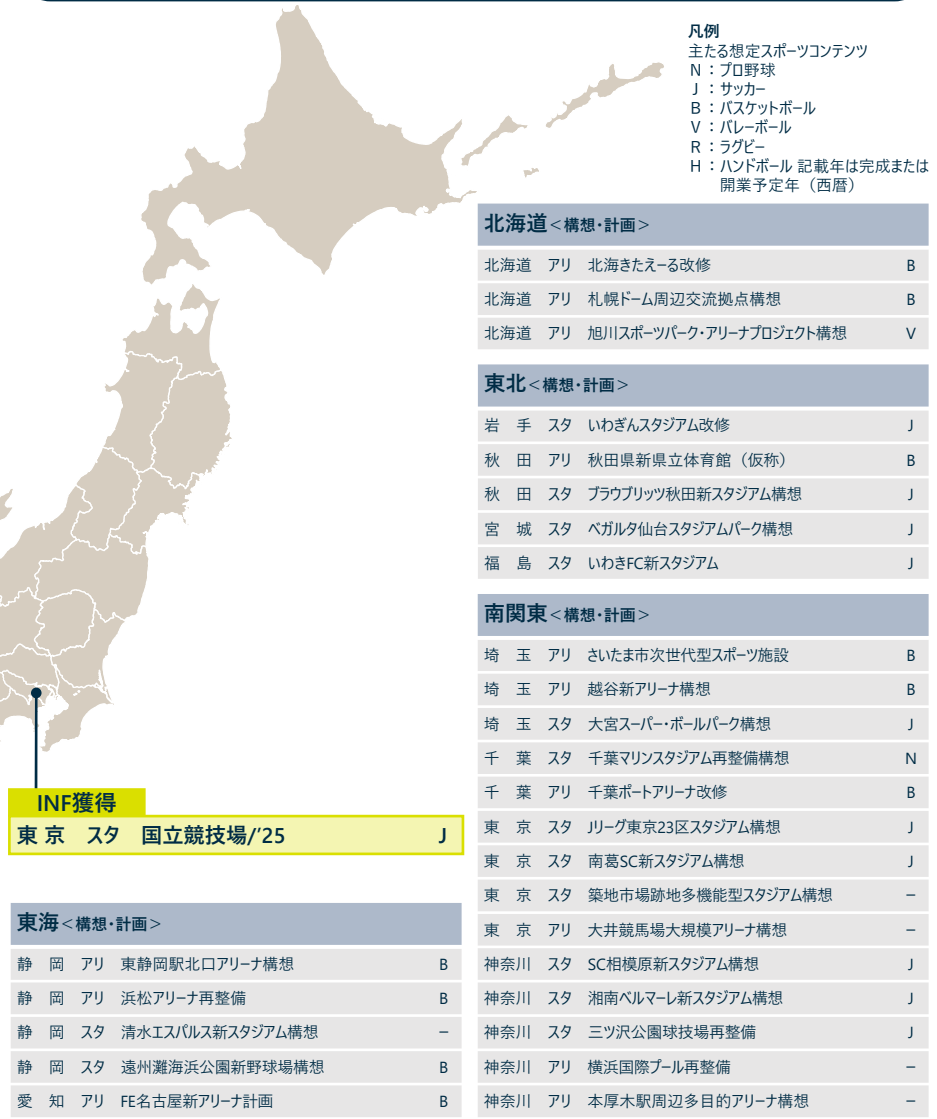 凡例
主たる想定スポーツコンテンツ
N：プロ野球
J：サッカー
B：バスケットボール
V：バレーボール
R：ラグビー
H：ハンドボール 記載年は完成または
開業予定年（西暦）
北海道<構想・計画>
北海道 アリ 北海きたえーる改修 B
北海道 アリ 札幌ドーム周辺交流拠点構想 B
北海道 アリ 旭川スポーツパーク・アリーナプロジェクト構想 V
東北<構想・計画>
岩手 スタ いわぎんスタジアム改修 J
秋田 アリ 秋田県新県立体育館（仮称） B
秋田 スタ ブラウブリッツ秋田新スタジアム構想 J
宮城 スタ ベガルタ仙台スタジアムパーク構想 J
福島 スタ いわきFC新スタジアム J
南関東<構想・計画>
埼玉 アリ さいたま市次世代型スポーツ施設 B
埼玉 アリ 越谷新アリーナ構想 B
埼玉 スタ 大宮スーパー・ボールパーク構想 J
千葉 スタ 千葉マリンスタジアム再整備構想 N
千葉 アリ 千葉ポートアリーナ改修 B
東京 スタ Jリーグ東京23区スタジアム構想 J
東京 スタ 南葛SC新スタジアム構想 J
東京 スタ 築地市場跡地多機能型スタジアム構想 –
東京 アリ 大井競馬場大規模アリーナ構想 –
神奈川 スタ SC相模原新スタジアム構想 J
神奈川 スタ 湘南ベルマーレ新スタジアム構想 J
神奈川 スタ 三ツ沢公園球技場再整備 J
神奈川 アリ 横浜国際プール再整備 –
神奈川 アリ 本厚木駅周辺多目的アリーナ構想 –
INF獲得
東京 スタ 国立競技場/'25 J
東海<構想・計画>
静岡 アリ 東静岡駅北口アリーナ構想 B
静岡 アリ 浜松アリーナ再整備 B
静岡 スタ 清水エスパルス新スタジアム構想 –
静岡 スタ 遠州灘海浜公園新野球場構想 B
愛知 アリ FE名古屋新アリーナ計画 B